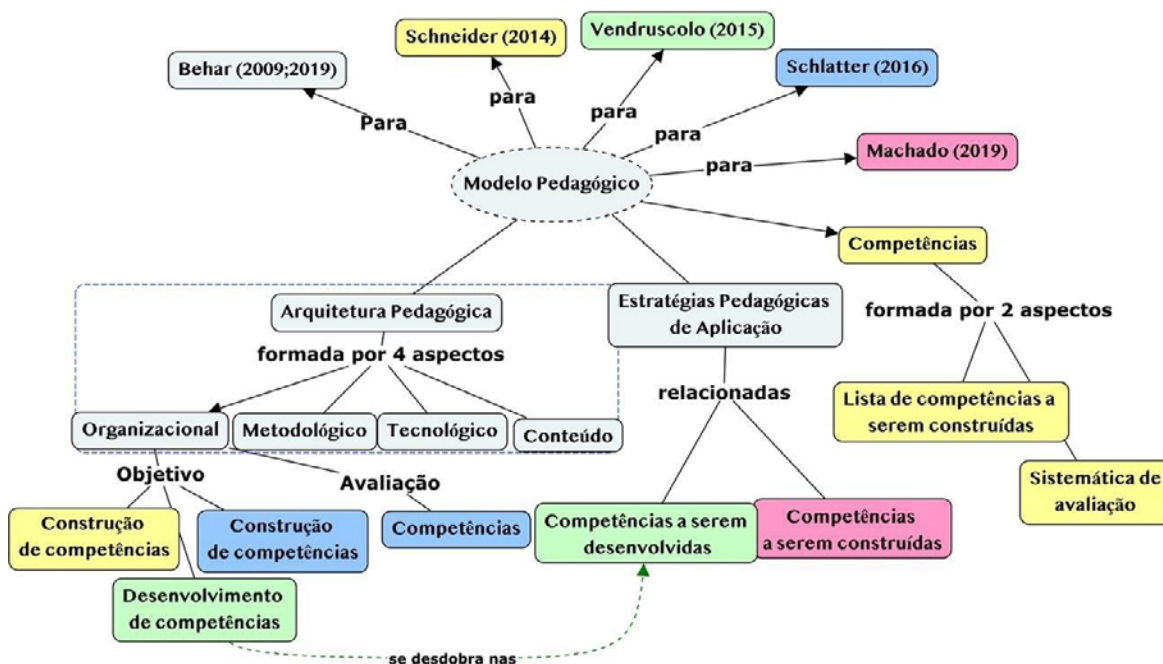 Vendruscolo (2015)
Schneider (2014)
Behar (2009;2019)
Schlatter (2016)
para
para
Para
para
para
Machado (2019)
Modelo Pedagógico
Competências
Arquitetura Pedagógica
Estratégias Pedagógicas
de Aplicação
formada por 2 aspectos
formada por 4 aspectos
relacionadas
Lista de competências a
serem construídas
Organizacional
Metodológico
Tecnológico
Conteúdo
Objetivo
Avaliação
Sistemática de
avaliação
Construção
de competências
Construção
de competências
Competências
Competências a serem
desenvolvidas
Competências
a serem construídas
Desenvolvimento
de competências
se desdobra nas